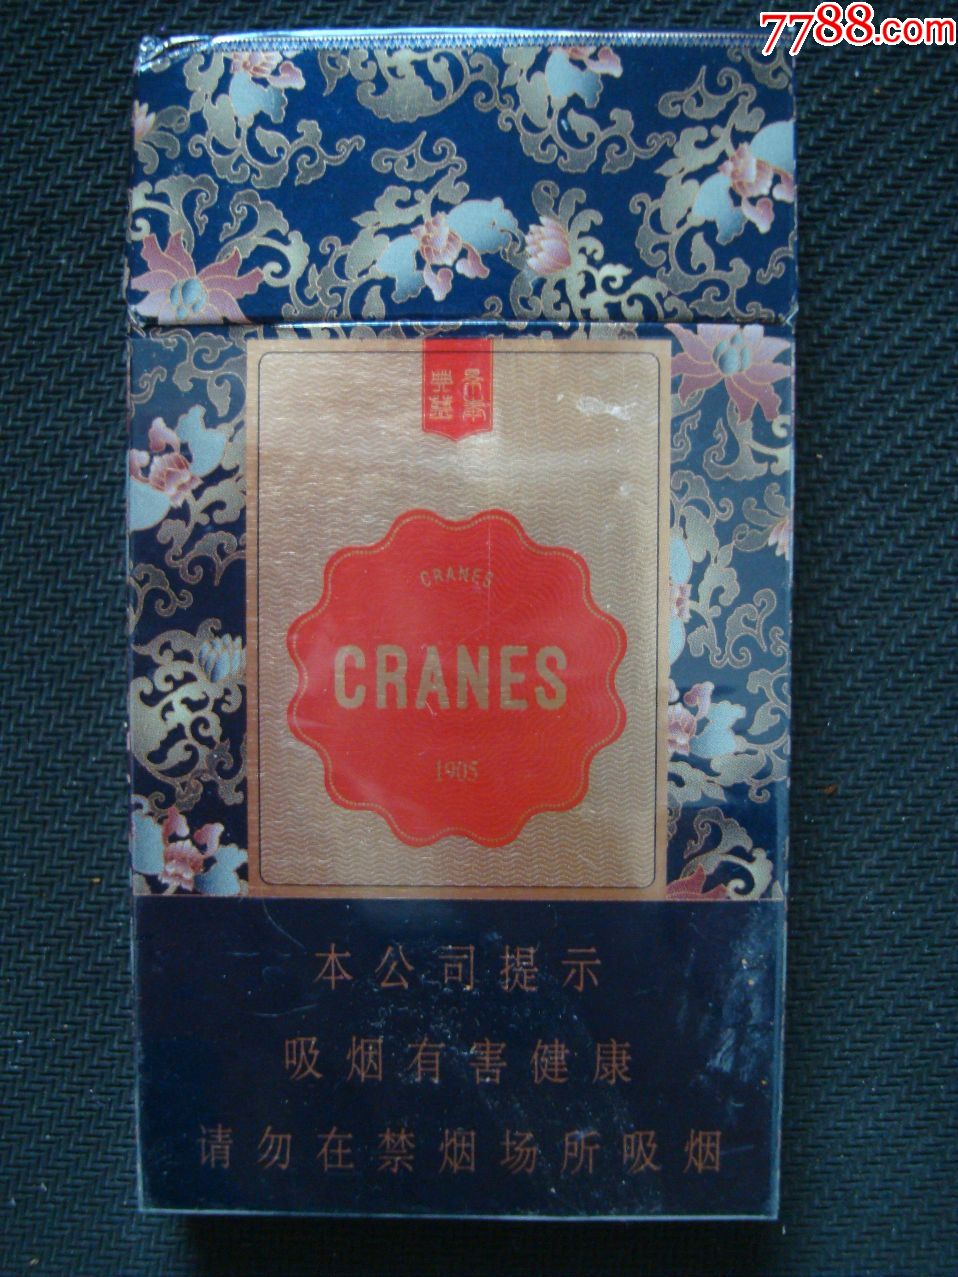 7788.com
CRANES
CRANES
1905
本公司提示
吸烟有害健康
请勿在禁烟场所吸烟